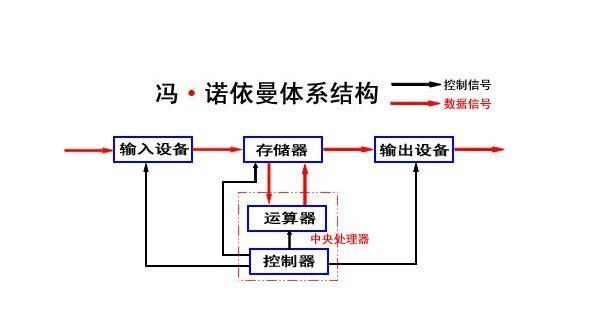 冯·诺依曼体系结构
控制信号
数据信号
输入设备
存储器
输出设备
运算器
中央处理器
控制器